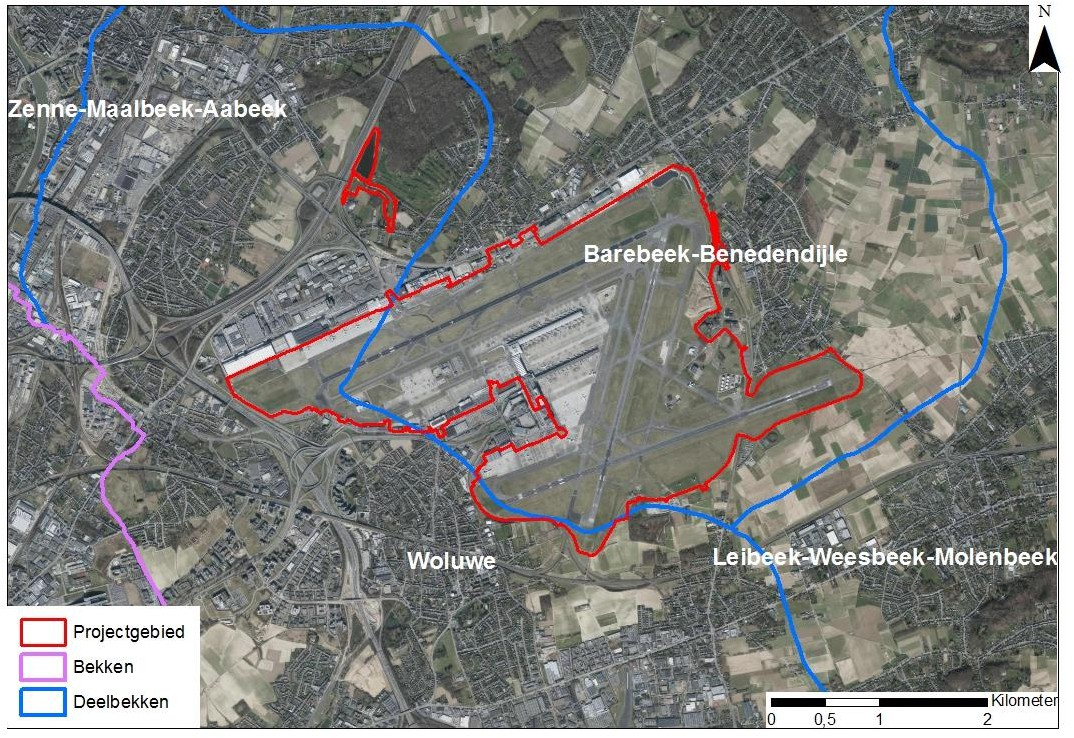 N
Zenne-Maalbeek-Aabeek
Barebeek-Benedendijle
Woluwe
Leibeek-Weesbeek-Molenbeek
Projectgebied
Bekken
Deelbekken
Kilometer
0 0,5 1 2